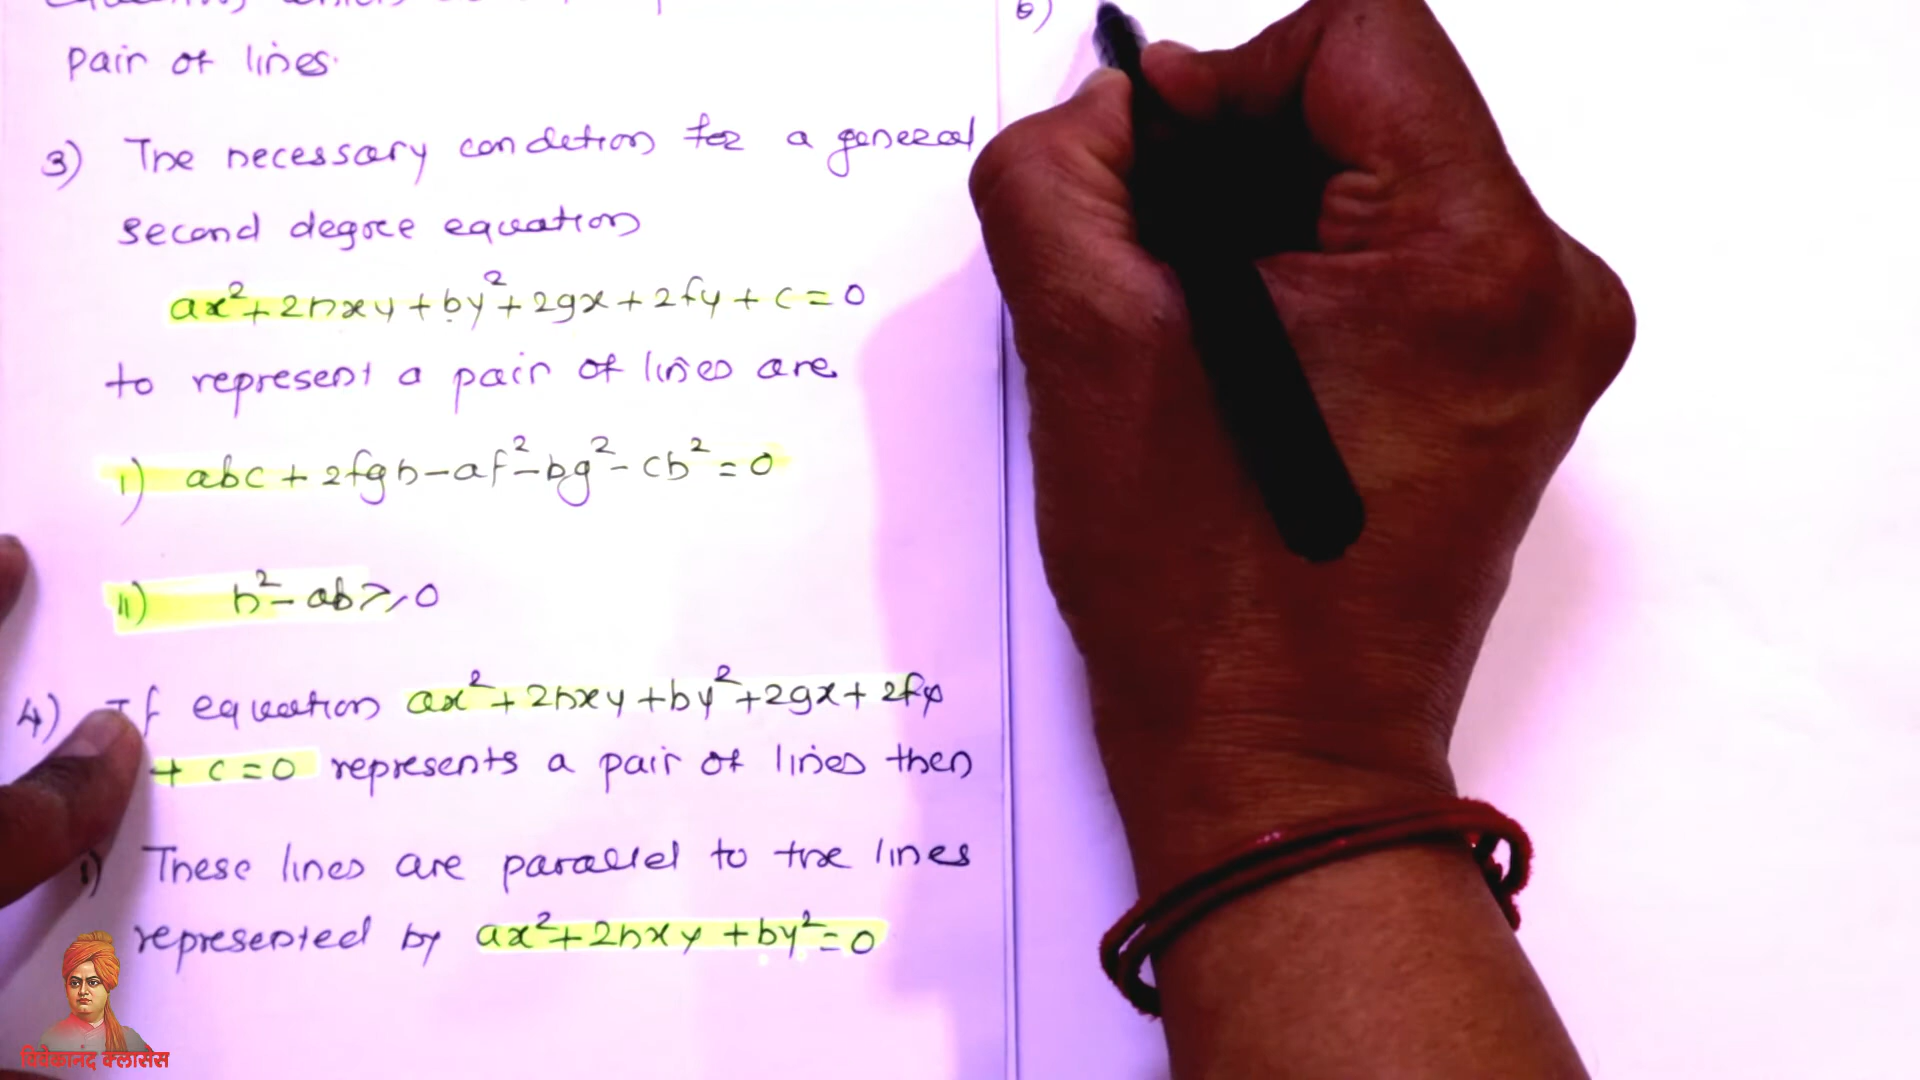 pair of lines.
3) The necessary condition for a general
second degree equation
ax²+2hxy+by²+2gx+2fy+c=0
to represent a pair of lines are
i) abc+2fgh-af²-bg²-ch²=0
ii) h²-ab≥0
4) If equation ax²+2hxy+by²+2gx+2fy
+c=0 represents a pair of lines then
i) These lines are parallel to the lines
represented by ax²+2hxy+by²=0
विवेकानंद क्लासेस